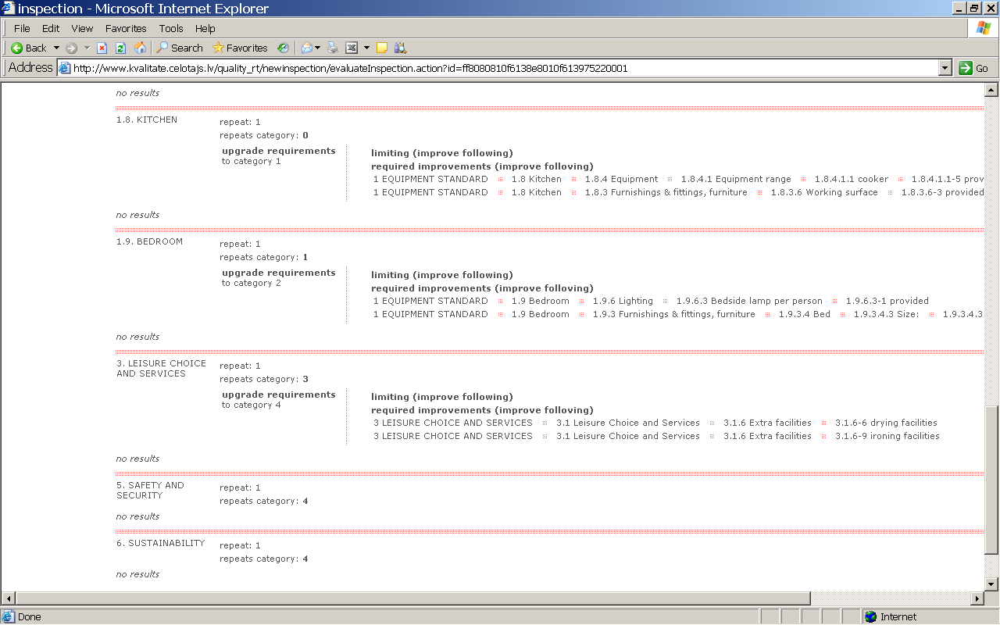 inspection - Microsoft Internet Explorer
File Edit View Favorites Tools Help
Back Search Favorites
Address http://www.kvalitate.celotajs.lv/quality_rt/newinspection/evaluateInspection.action?id=ff8080810f6138e8010f613975220001 Go
no results
1.8. KITCHEN
repeat: 1
repeats category: 0
upgrade requirements
to category 1
limiting (improve following)
required improvements (improve following)
1 EQUIPMENT STANDARD 1.8 Kitchen 1.8.4 Equipment 1.8.4.1 Equipment range 1.8.4.1.1 cooker 1.8.4.1.1-5 prov
1 EQUIPMENT STANDARD 1.8 Kitchen 1.8.3 Furnishings & fittings, furniture 1.8.3.6 Working surface 1.8.3.6-3 provided
no results
1.9. BEDROOM
repeat: 1
repeats category: 1
upgrade requirements
to category 2
limiting (improve following)
required improvements (improve following)
1 EQUIPMENT STANDARD 1.9 Bedroom 1.9.6 Lighting 1.9.6.3 Bedside lamp per person 1.9.6.3-1 provided
1 EQUIPMENT STANDARD 1.9 Bedroom 1.9.3 Furnishings & fittings, furniture 1.9.3.4 Bed 1.9.3.4.3 Size: 1.9.3.4.3
no results
3. LEISURE CHOICE
AND SERVICES
repeat: 1
repeats category: 3
upgrade requirements
to category 4
limiting (improve following)
required improvements (improve following)
3 LEISURE CHOICE AND SERVICES 3.1 Leisure Choice and Services 3.1.6 Extra facilities 3.1.6-6 drying facilities
3 LEISURE CHOICE AND SERVICES 3.1 Leisure Choice and Services 3.1.6 Extra facilities 3.1.6-9 ironing facilities
no results
5. SAFETY AND
SECURITY
repeat: 1
repeats category: 4
no results
6. SUSTAINABILITY
repeat: 1
repeats category: 4
no results
Done Internet